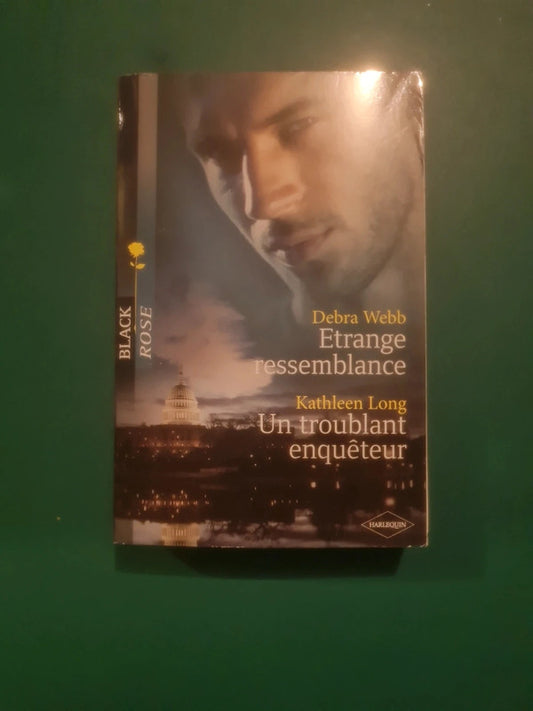 BLACK
ROSE
Debra Webb
Etrange
ressemblance
Kathleen Long
Un troublant
enquêteur
HARLEQUIN